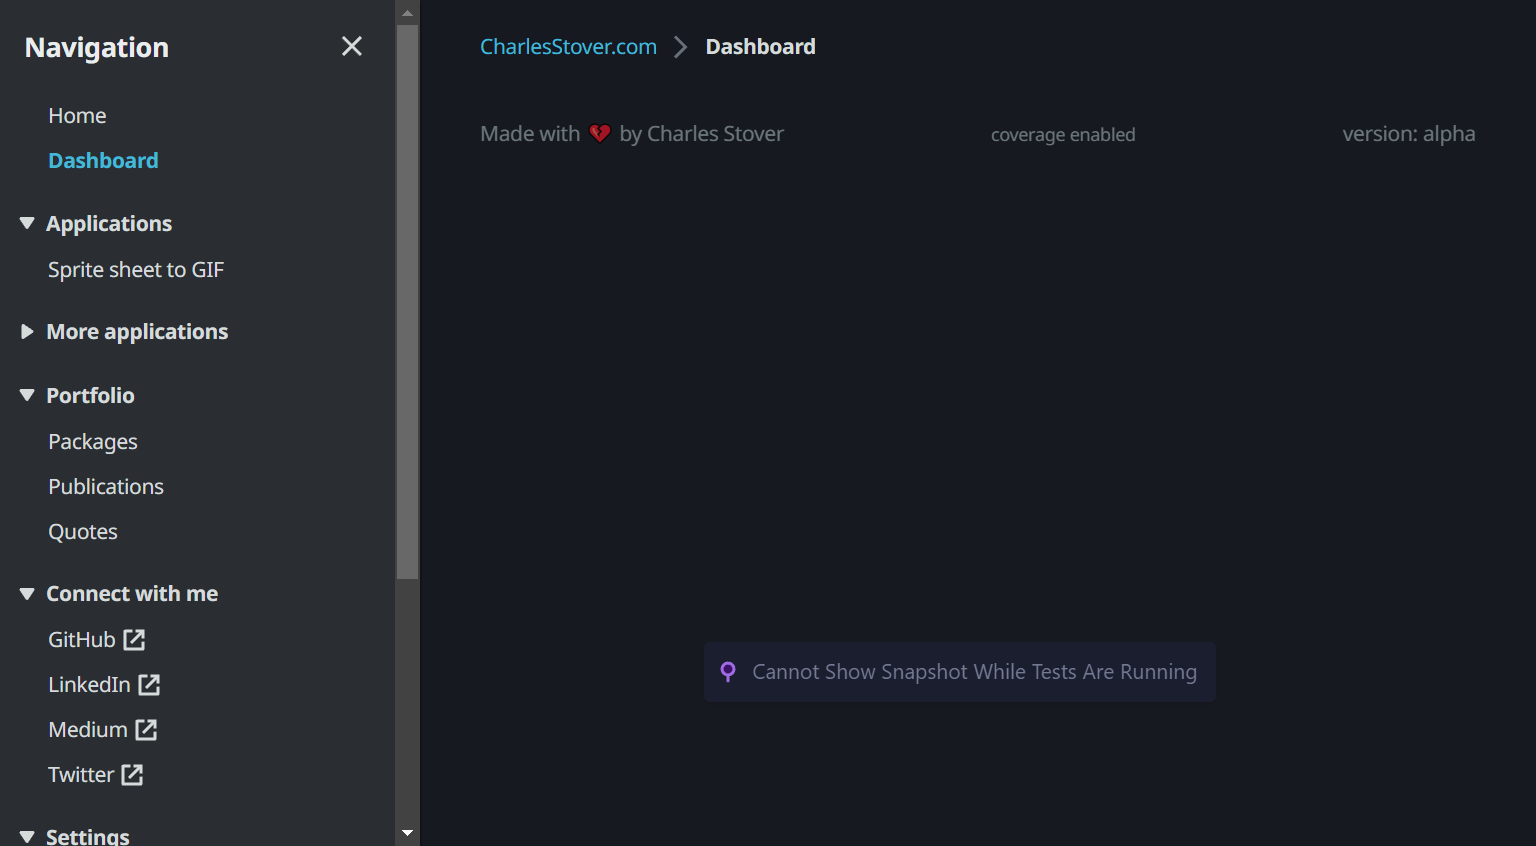 Navigation
Home
Dashboard
Applications
Sprite sheet to GIF
More applications
Portfolio
Packages
Publications
Quotes
Connect with me
GitHub
LinkedIn
Medium
Twitter
Settings
CharlesStover.com Dashboard
Made with 💔 by Charles Stover
coverage enabled
version: alpha
Cannot Show Snapshot While Tests Are Running